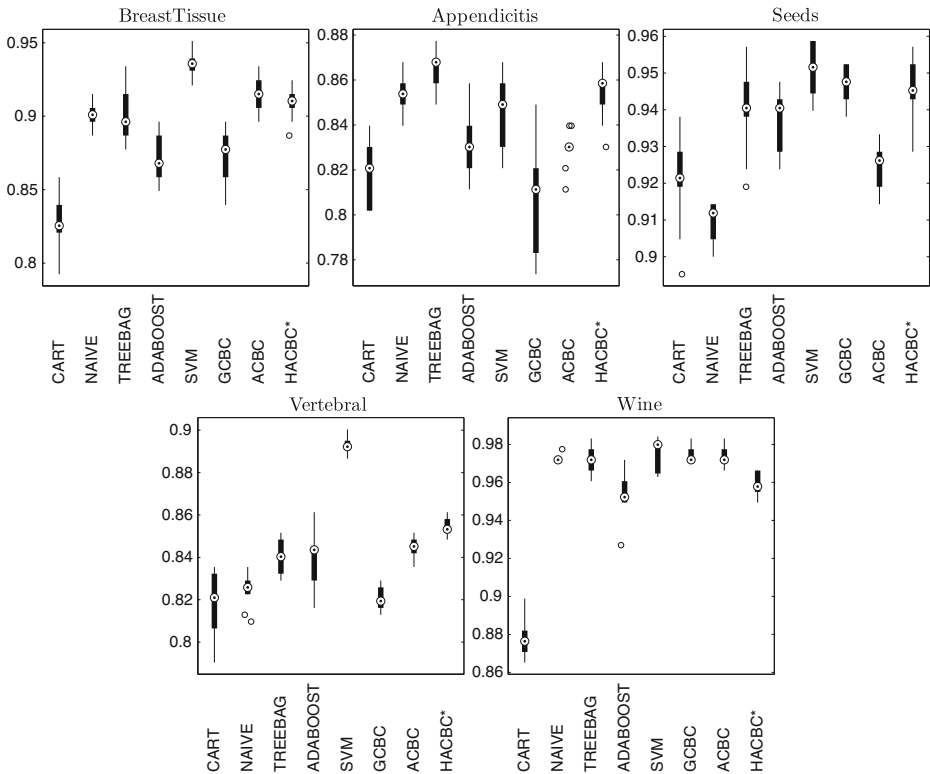 BreastTissue
0.95
0.9
0.85
0.8
CART
NAIVE
TREEBAG
ADABOOST
SVM
GCBC
ACBC
HACBC*
Appendicitis
0.88
0.86
0.84
0.82
0.8
0.78
CART
NAIVE
TREEBAG
ADABOOST
SVM
GCBC
ACBC
HACBC*
Seeds
0.96
0.95
0.94
0.93
0.92
0.91
0.9
CART
NAIVE
TREEBAG
ADABOOST
SVM
GCBC
ACBC
HACBC*
Vertebral
0.9
0.88
0.86
0.84
0.82
0.8
CART
NAIVE
TREEBAG
ADABOOST
SVM
GCBC
ACBC
HACBC*
Wine
0.98
0.96
0.94
0.92
0.9
0.88
0.86
CART
NAIVE
TREEBAG
ADABOOST
SVM
GCBC
ACBC
HACBC*